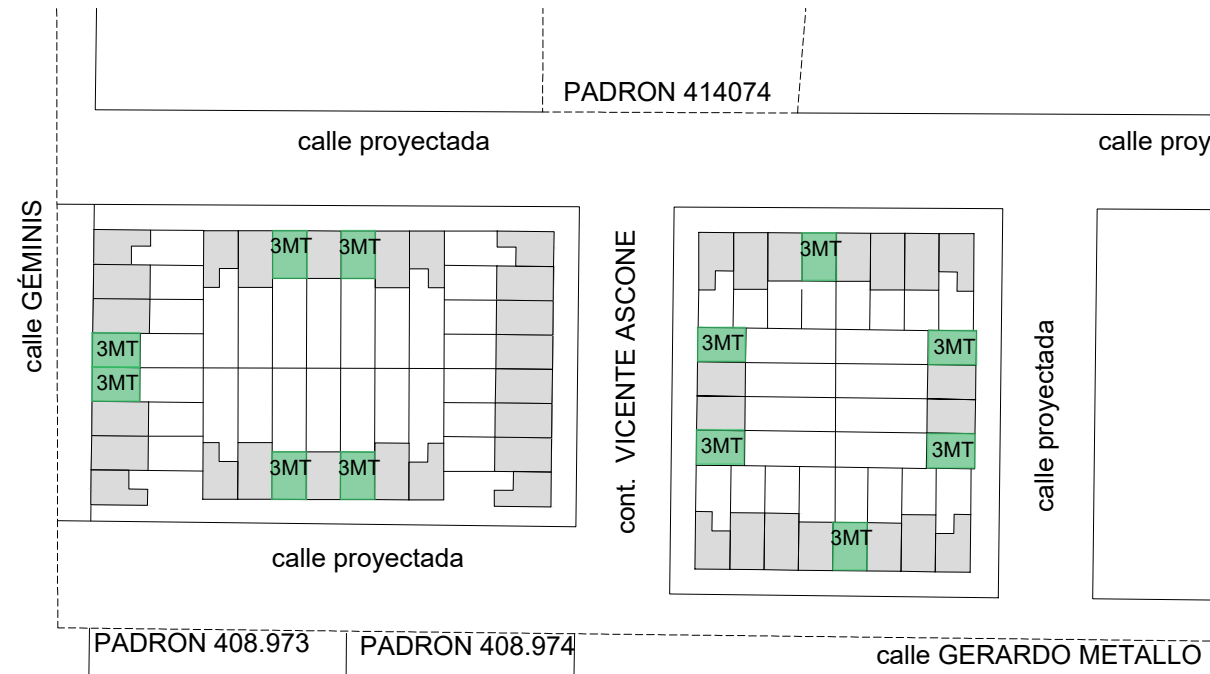 PADRON 414074
calle proyectada
calle proy
calle GÉMINIS
3MT
3MT
3MT
3MT
3MT
3MT
cont. VICENTE ASCONE
3MT
3MT
3MT
3MT
3MT
3MT
calle proyectada
calle proyectada
PADRON 408.973
PADRON 408.974
calle GERARDO METALLO